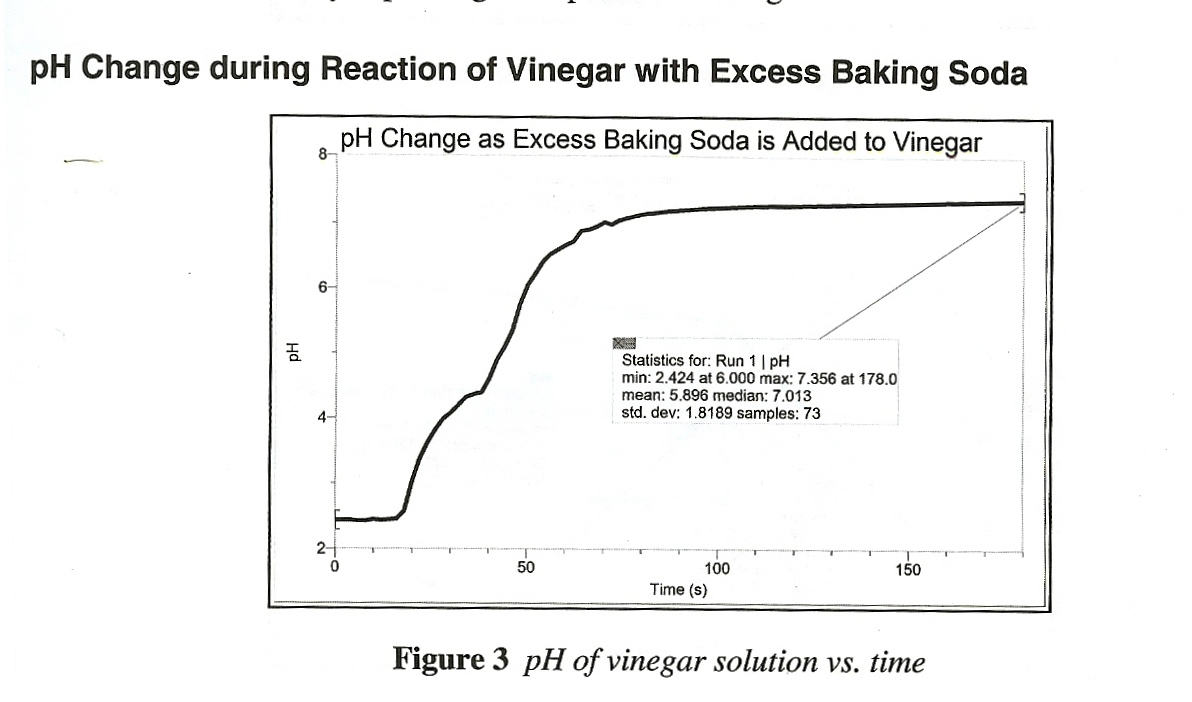 pH Change during Reaction of Vinegar with Excess Baking Soda
pH Change as Excess Baking Soda is Added to Vinegar
8
6
pH
4
2
Statistics for: Run 1 | pH
min: 2.424 at 6.000 max: 7.356 at 178.0
mean: 5.896 median: 7.013
std. dev: 1.8189 samples: 73
0 50 100 150
Time (s)
Figure 3 pH of vinegar solution vs. time